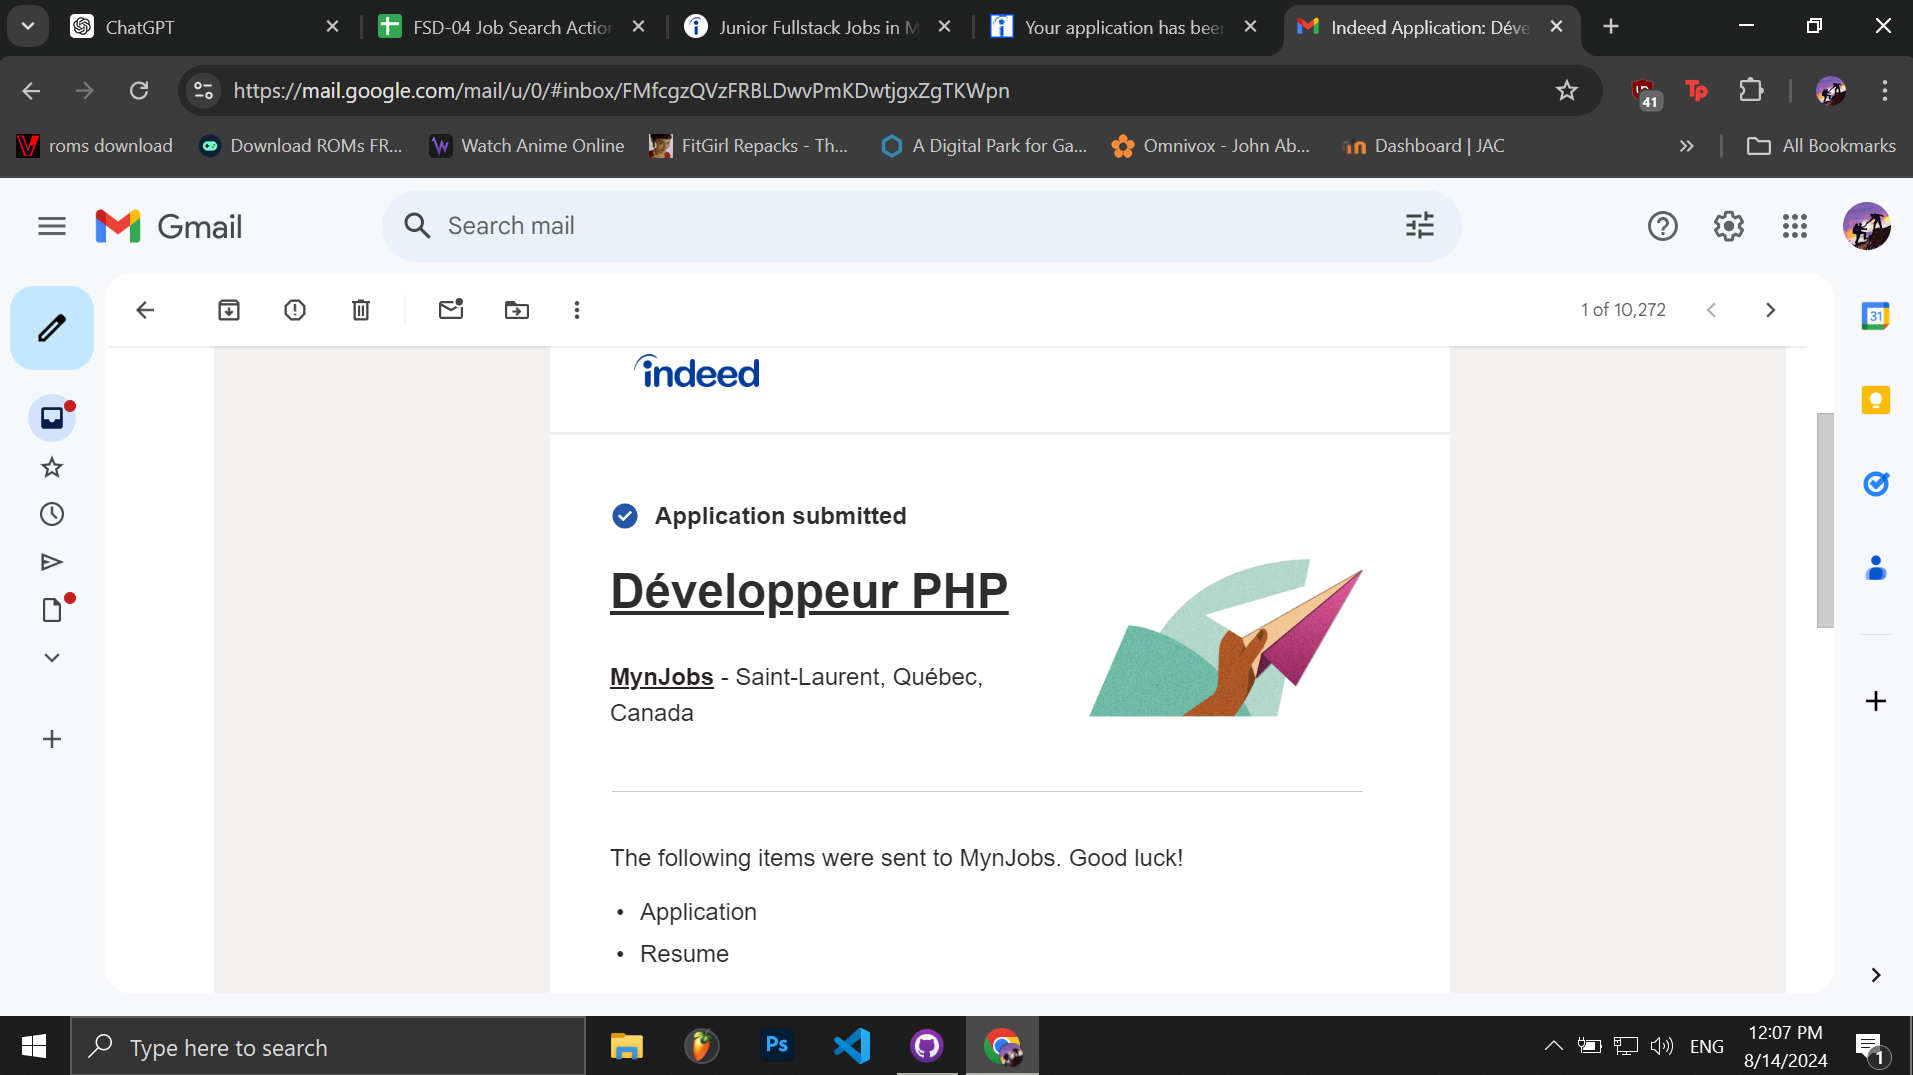 ChatGPT
FSD-04 Job Search Action
Junior Fullstack Jobs in M
Your application has been
Indeed Application: Déve
https://mail.google.com/mail/u/0/#inbox/FMfcgzQVzFRBLDwvPmKDwtjgxZgTKWpn
41
Tp
roms download
Download ROMs FR...
Watch Anime Online
FitGirl Repacks - Th...
A Digital Park for Ga...
Omnivox - John Ab...
Dashboard | JAC
All Bookmarks
Gmail
Search mail
1 of 10,272
31
indeed
Application submitted
Développeur PHP
MynJobs - Saint-Laurent, Québec,
Canada
The following items were sent to MynJobs. Good luck!
• Application
• Resume
Type here to search
Ps
ENG
12:07 PM
8/14/2024
1